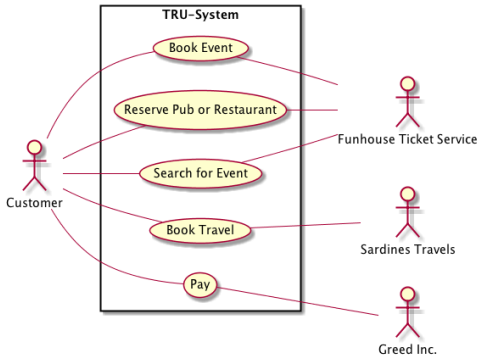 TRU-System
Book Event
Reserve Pub or Restaurant
Funhouse Ticket Service
Search for Event
Customer
Book Travel
Sardines Travels
Pay
Greed Inc.